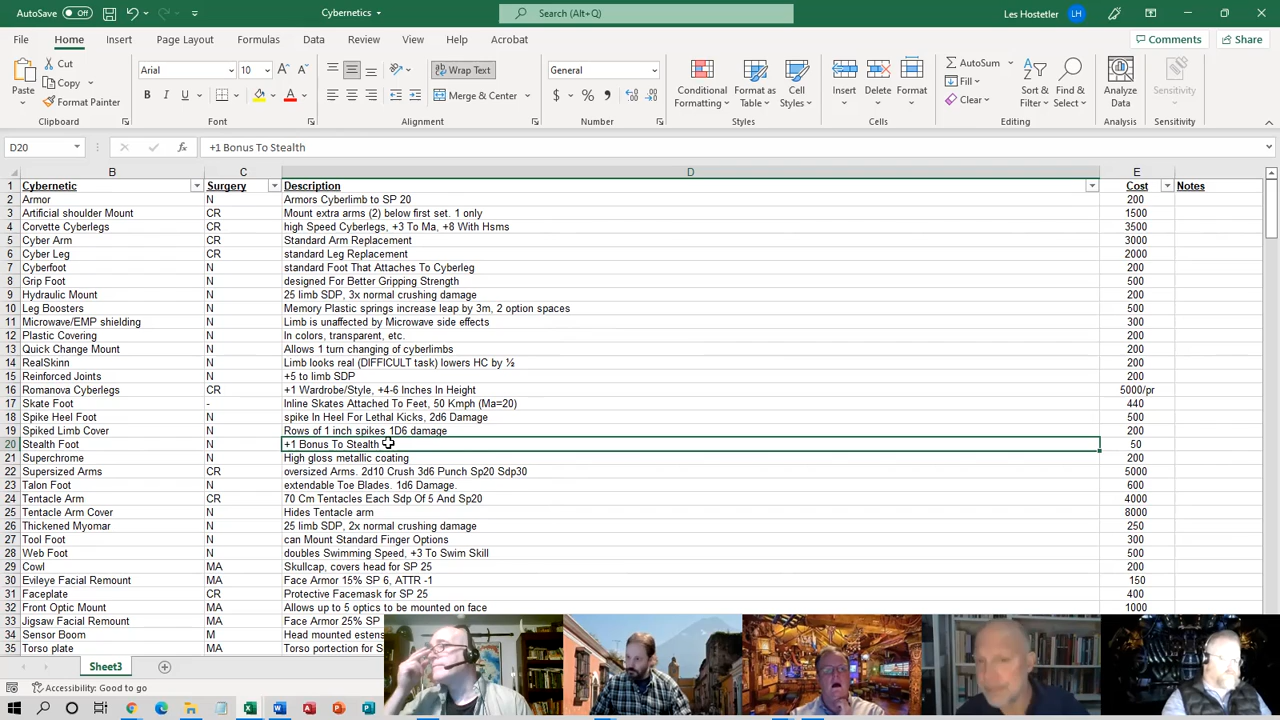 AutoSave Off Cybernetics Search (Alt+Q) Les Hostetler LH
File Home Insert Page Layout Formulas Data Review View Help Acrobat Comments Share
Paste Cut Copy Format Painter Clipboard
Arial 10 B I U Font
Wrap Text Merge & Center Alignment
General $ % Number
Conditional Formatting Format as Table Cell Styles Styles
Insert Delete Format Cells
AutoSum Fill Clear Sort & Filter Find & Select Editing
Analyze Data Analysis
Sensitivity Sensitivity
D20 fx +1 Bonus To Stealth
B C D E
1 Cybernetic Surgery Description Cost Notes
2 Armor N Armors Cyberlimb to SP 20 200
3 Artificial shoulder Mount CR Mount extra arms (2) below first set. 1 only 1500
4 Corvette Cyberlegs CR high Speed Cyberlegs, +3 To Ma, +8 With Hsms 3500
5 Cyber Arm CR Standard Arm Replacement 3000
6 Cyber Leg CR standard Leg Replacement 2000
7 Cyberfoot N standard Foot That Attaches To Cyberleg 200
8 Grip Foot N designed For Better Gripping Strength 500
9 Hydraulic Mount N 25 limb SDP, 3x normal crushing damage 200
10 Leg Boosters N Memory Plastic springs increase leap by 3m, 2 option spaces 500
11 Microwave/EMP shielding N Limb is unaffected by Microwave side effects 300
12 Plastic Covering N In colors, transparent, etc. 200
13 Quick Change Mount N Allows 1 turn changing of cyberlimbs 200
14 RealSkinn N Limb looks real (DIFFICULT task) lowers HC by ½ 200
15 Reinforced Joints N +5 to limb SDP 200
16 Romanova Cyberlegs CR +1 Wardrobe/Style, +4-6 Inches In Height 5000/pr
17 Skate Foot - Inline Skates Attached To Feet, 50 Kmph (Ma=20) 440
18 Spike Heel Foot N spike In Heel For Lethal Kicks, 2d6 Damage 500
19 Spiked Limb Cover N Rows of 1 inch spikes 1D6 damage 200
20 Stealth Foot N +1 Bonus To Stealth 50
21 Superchrome N High gloss metallic coating 200
22 Supersized Arms CR oversized Arms. 2d10 Crush 3d6 Punch Sp20 Sdp30 5000
23 Talon Foot N extendable Toe Blades. 1d6 Damage. 600
24 Tentacle Arm CR 70 Cm Tentacles Each Sdp Of 5 And Sp20 4000
25 Tentacle Arm Cover N Hides Tentacle arm 8000
26 Thickened Myomar N 25 limb SDP, 2x normal crushing damage 250
27 Tool Foot N can Mount Standard Finger Options 300
28 Web Foot N doubles Swimming Speed, +3 To Swim Skill 500
29 Cowl MA Skullcap, covers head for SP 25 200
30 Evileye Facial Remount MA Face Armor 15% SP 6, ATTR -1 150
31 Faceplate CR Protective Facemask for SP 25 400
32 Front Optic Mount MA Allows up to 5 optics to be mounted on face 1000
33 Jigsaw Facial Remount MA Face Armor 25% SP
34 Sensor Boom M Head mounted
35 Torso plate MA Torso portection for S
Sheet3
Accessibility: Good to go